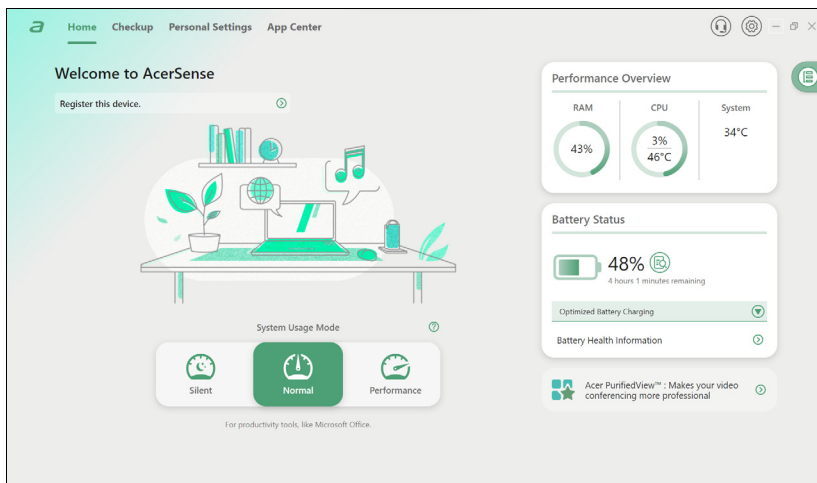 a
Home Checkup Personal Settings App Center
Welcome to AcerSense
Register this device.
System Usage Mode
Silent
Normal
Performance
For productivity tools, like Microsoft Office.
Performance Overview
RAM
CPU
System
43%
3%
46°C
34°C
Battery Status
48%
4 hours 1 minutes remaining
Optimized Battery Charging
Battery Health Information
Acer PurifiedView™ : Makes your video
conferencing more professional